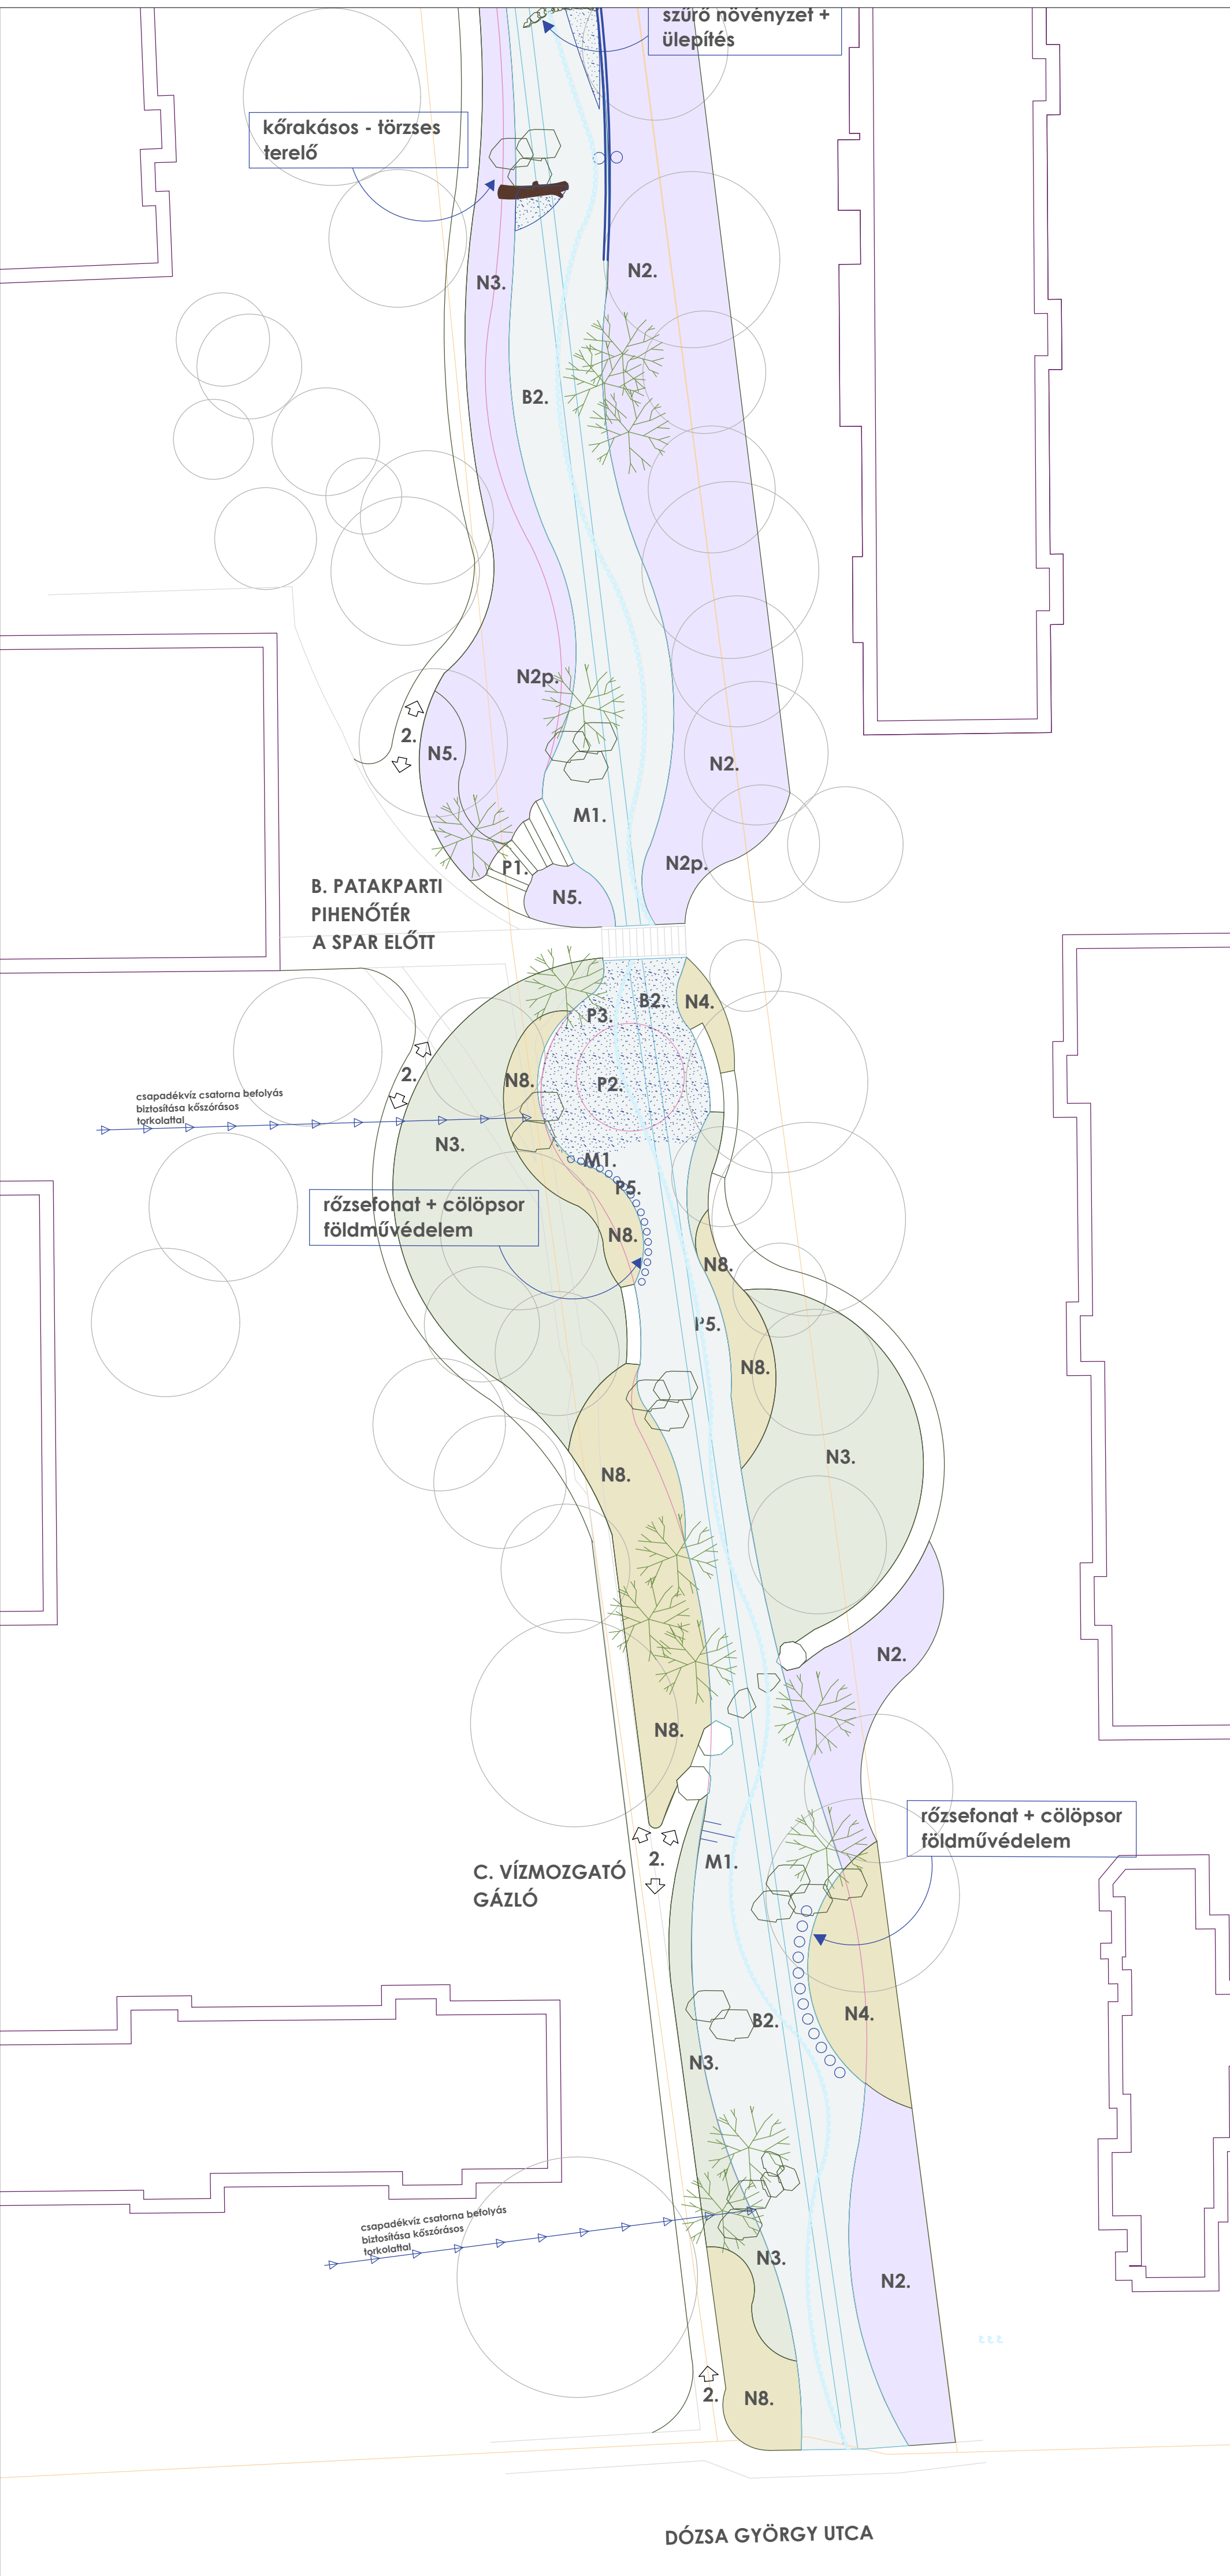 szűrő növényzet +
ülepítés
kőrakásos - törzses
terelő
N3.
N2.
B2.
N2p.
2.
N5.
N2.
M1.
N2p.
P1.
N5.
B. PATAKPARTI
PIHENŐTÉR
A SPAR ELŐTT
B2.
N4.
P3.
2.
N8.
P2.
csapadékvíz csatorna befolyás
biztosítása kőszórásos
torkolattal
N3.
M1.
P5.
rőzsefonat + cölöpsor
földművédelem
N8.
N8.
P5.
N8.
N3.
N8.
N2.
N8.
rőzsefonat + cölöpsor
földművédelem
2.
M1.
C. VÍZMOZGATÓ
GÁZLÓ
N4.
B2.
N3.
csapadékvíz csatorna befolyás
biztosítása kőszórásos
torkolattal
N3.
N2.
2.
N8.
DÓZSA GYÖRGY UTCA